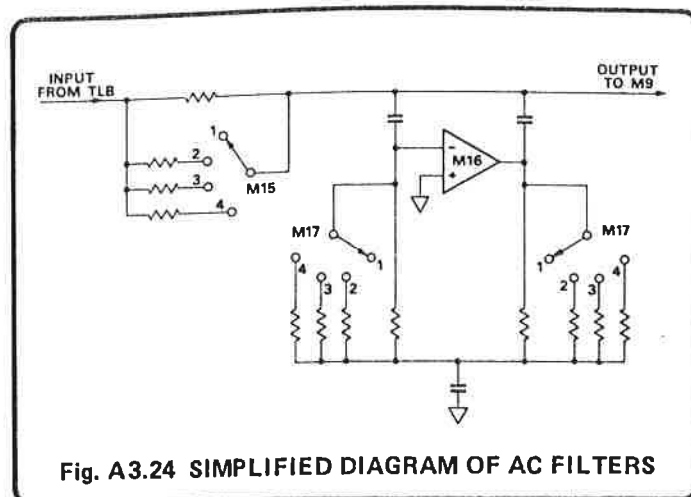 INPUT
FROM TLB
OUTPUT
TO M9
1
2
3
4
M15
-
+
M16
M17
1
4
3
2
M17
1
2
3
4
Fig. A3.24 SIMPLIFIED DIAGRAM OF AC FILTERS